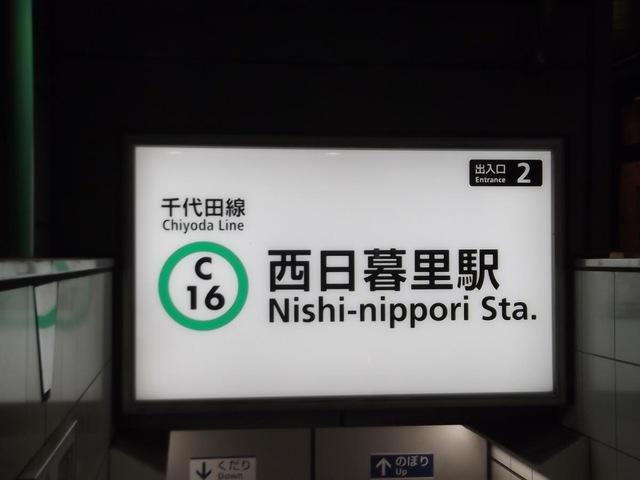 出入口
Entrance 2
千代田線
Chiyoda Line
C
16
西日暮里駅
Nishi-nippori Sta.
↓ くだり
Down
↑ のぼり
Up